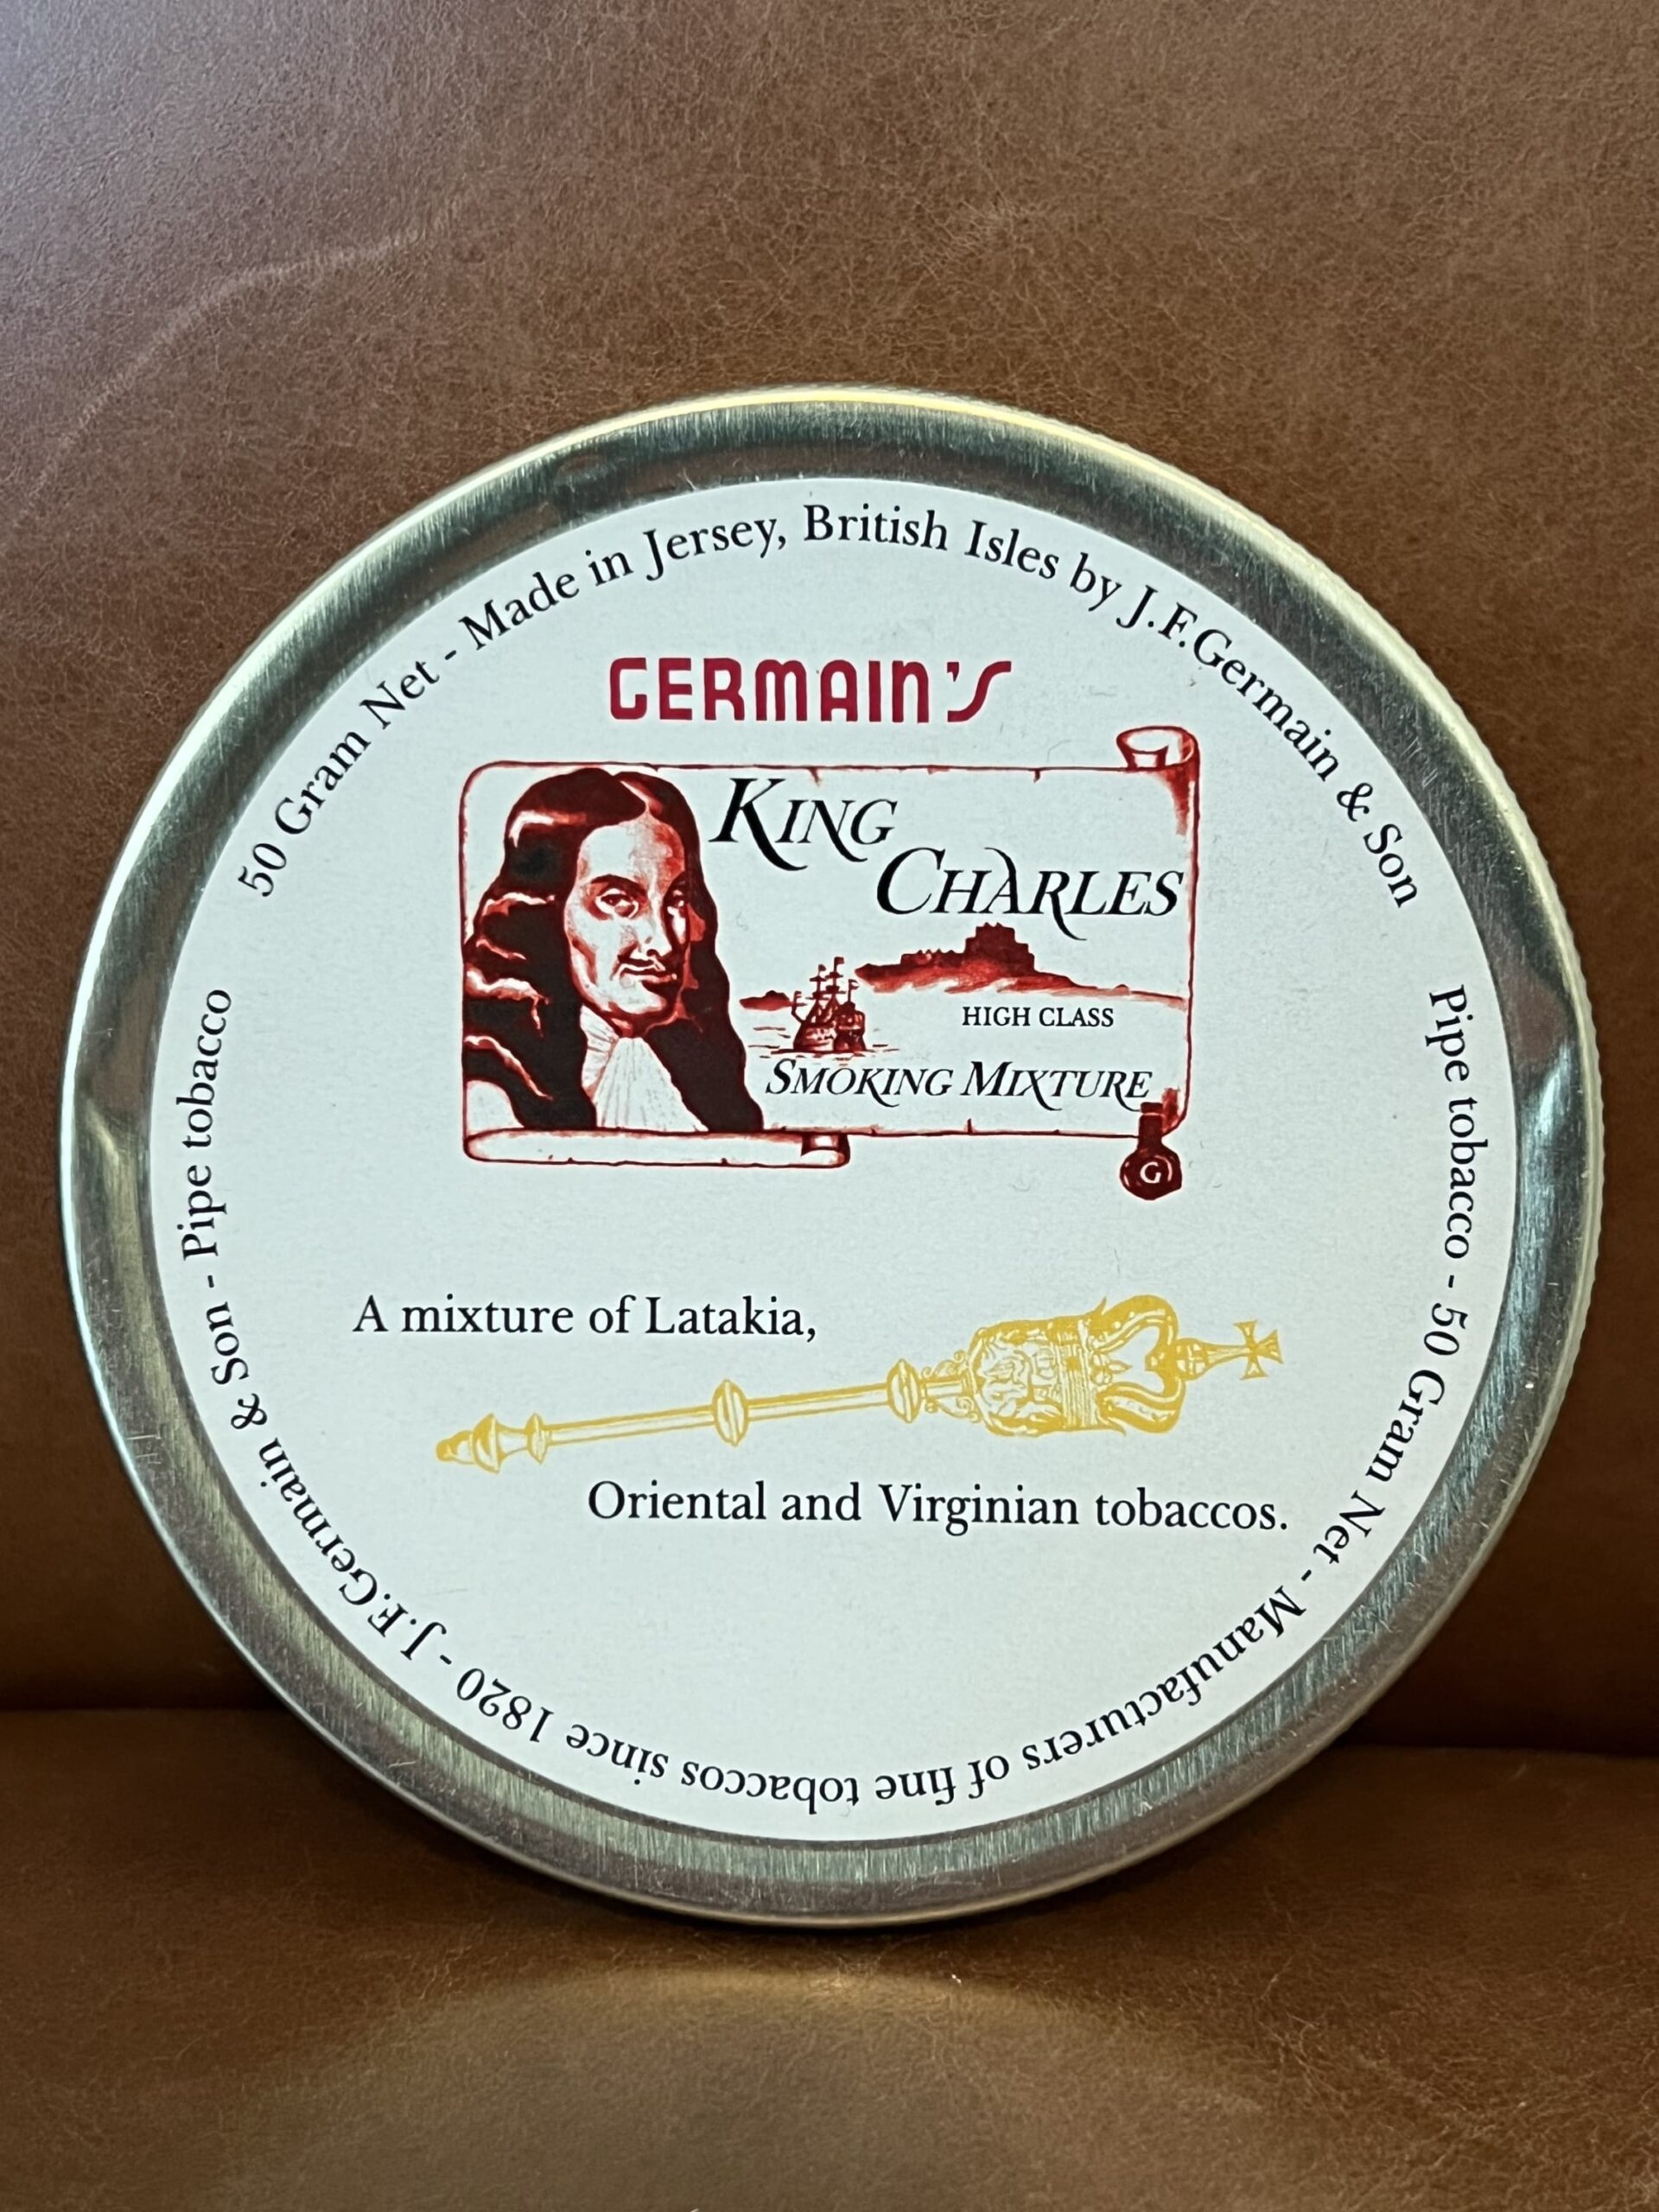 50 Gram Net - Made in Jersey, British Isles by J.F.Germain & Son
GERMAIN'S
KING
CHARLES
HIGH CLASS
SMOKING MIXTURE
G
A mixture of Latakia,
Oriental and Virginian tobaccos.
Pipe tobacco - 50 Gram Net - Manufacturers of fine tobaccos since 1820 - J.F.Germain & Son - Pipe tobacco